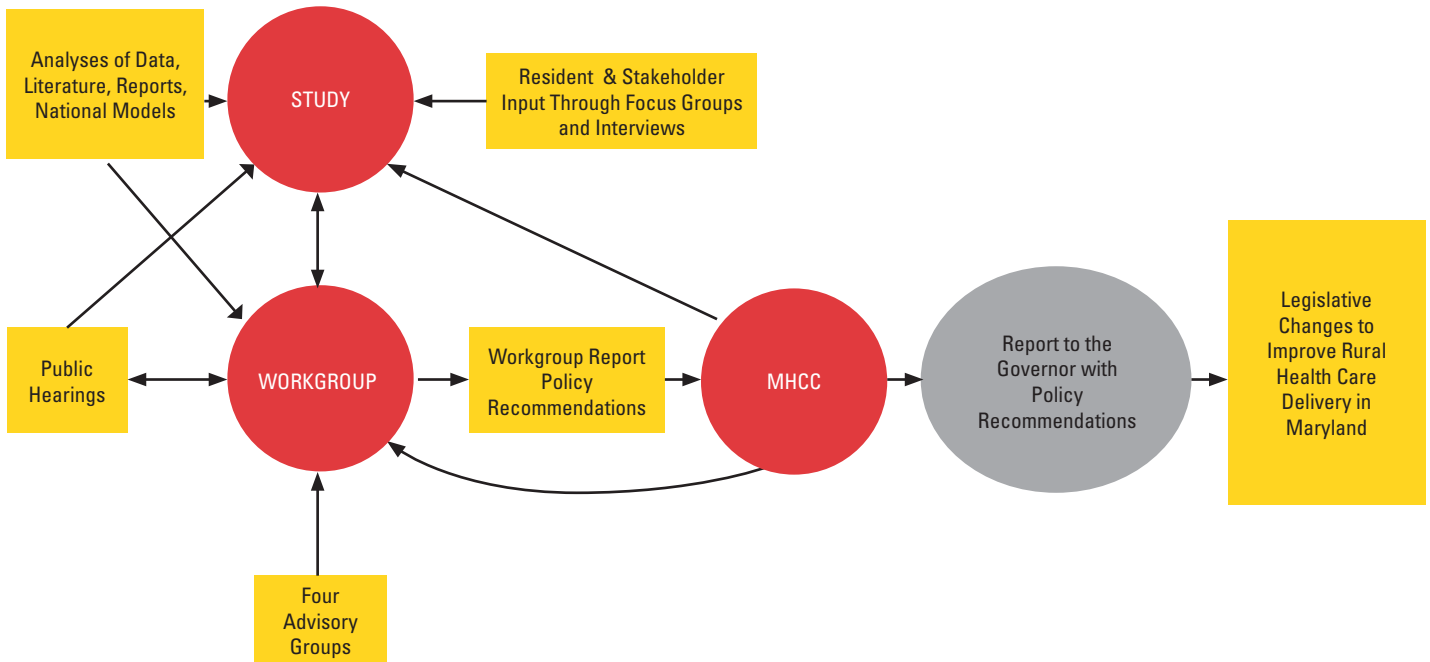 Analyses of Data,
Literature, Reports,
National Models
STUDY
Resident & Stakeholder
Input Through Focus Groups
and Interviews
Public
Hearings
WORKGROUP
Workgroup Report
Policy
Recommendations
MHCC
Report to the
Governor with
Policy
Recommendations
Legislative
Changes to
Improve Rural
Health Care
Delivery in
Maryland
Four
Advisory
Groups